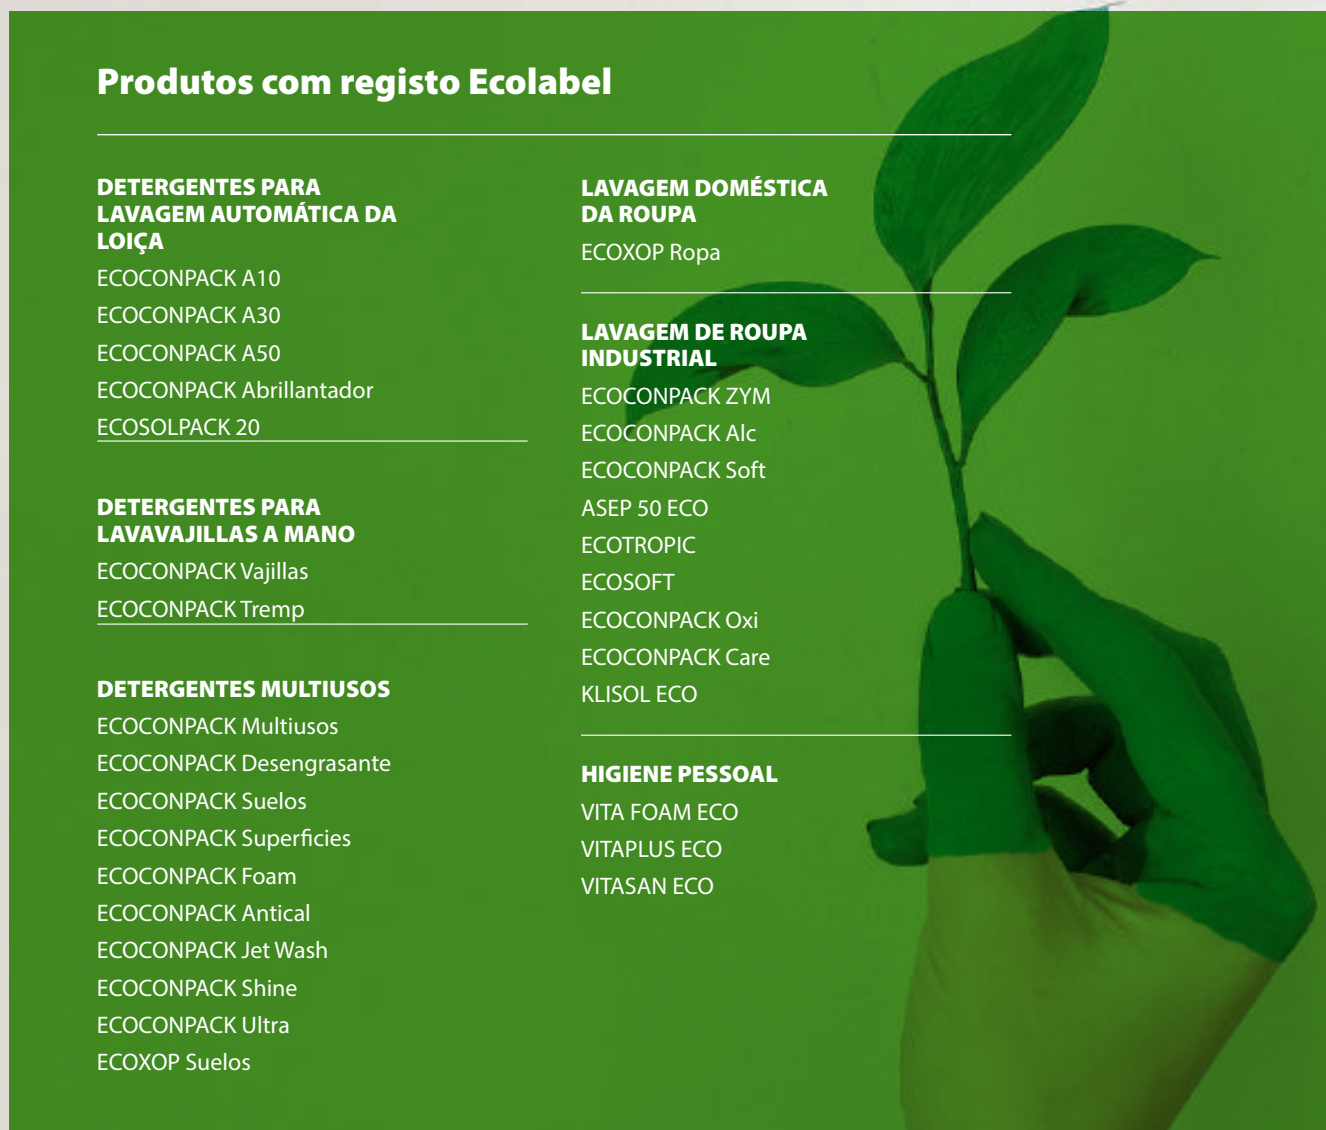 Produtos com registo Ecolabel
DETERGENTES PARA
LAVAGEM AUTOMÁTICA DA
LOIÇA
ECOCONPACK A10
ECOCONPACK A30
ECOCONPACK A50
ECOCONPACK Abrillantador
ECOSOLPACK 20
DETERGENTES PARA
LAVAVAJILLAS A MANO
ECOCONPACK Vajillas
ECOCONPACK Tremp
DETERGENTES MULTIUSOS
ECOCONPACK Multiusos
ECOCONPACK Desengrasante
ECOCONPACK Suelos
ECOCONPACK Superficies
ECOCONPACK Foam
ECOCONPACK Antical
ECOCONPACK Jet Wash
ECOCONPACK Shine
ECOCONPACK Ultra
ECOXOP Suelos
LAVAGEM DOMÉSTICA
DA ROUPA
ECOXOP Ropa
LAVAGEM DE ROUPA
INDUSTRIAL
ECOCONPACK ZYM
ECOCONPACK Alc
ECOCONPACK Soft
ASEP 50 ECO
ECOTROPIC
ECOSOFT
ECOCONPACK Oxi
ECOCONPACK Care
KLISOL ECO
HIGIENE PESSOAL
VITA FOAM ECO
VITAPLUS ECO
VITASAN ECO